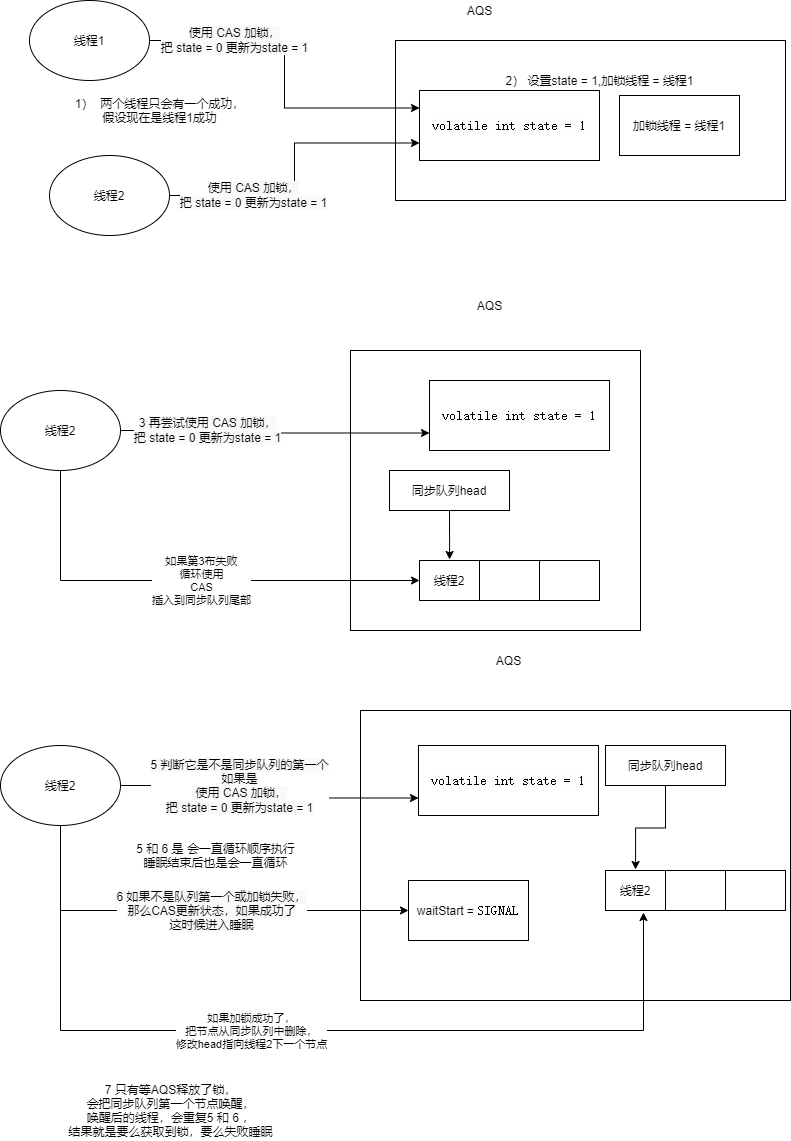 AQS
线程1
使用 CAS 加锁，
把 state = 0 更新为state = 1
2） 设置state = 1,加锁线程 = 线程1
1） 两个线程只会有一个成功，
假设现在是线程1成功
volatile int state = 1
加锁线程 = 线程1
线程2
使用 CAS 加锁，
把 state = 0 更新为state = 1
AQS
线程2
3 再尝试使用 CAS 加锁，
把 state = 0 更新为state = 1
volatile int state = 1
同步队列head
如果第3布失败
循环使用
CAS
插入到同步队列尾部
线程2
AQS
线程2
5 判断它是不是同步队列的第一个
如果是
使用 CAS 加锁，
把 state = 0 更新为state = 1
volatile int state = 1
同步队列head
5 和 6 是 会一直循环顺序执行
睡眠结束后也是会一直循环
6 如果不是队列第一个或加锁失败，
那么CAS更新状态，如果成功了
这时候进入睡眠
waitStart = SIGNAL
线程2
如果加锁成功了，
把节点从同步队列中删除，
修改head指向线程2下一个节点
7 只有等AQS释放了锁，
会把同步队列第一个节点唤醒，
唤醒后的线程，会重复5 和 6 ，
结果就是要么获取到锁，要么失败睡眠